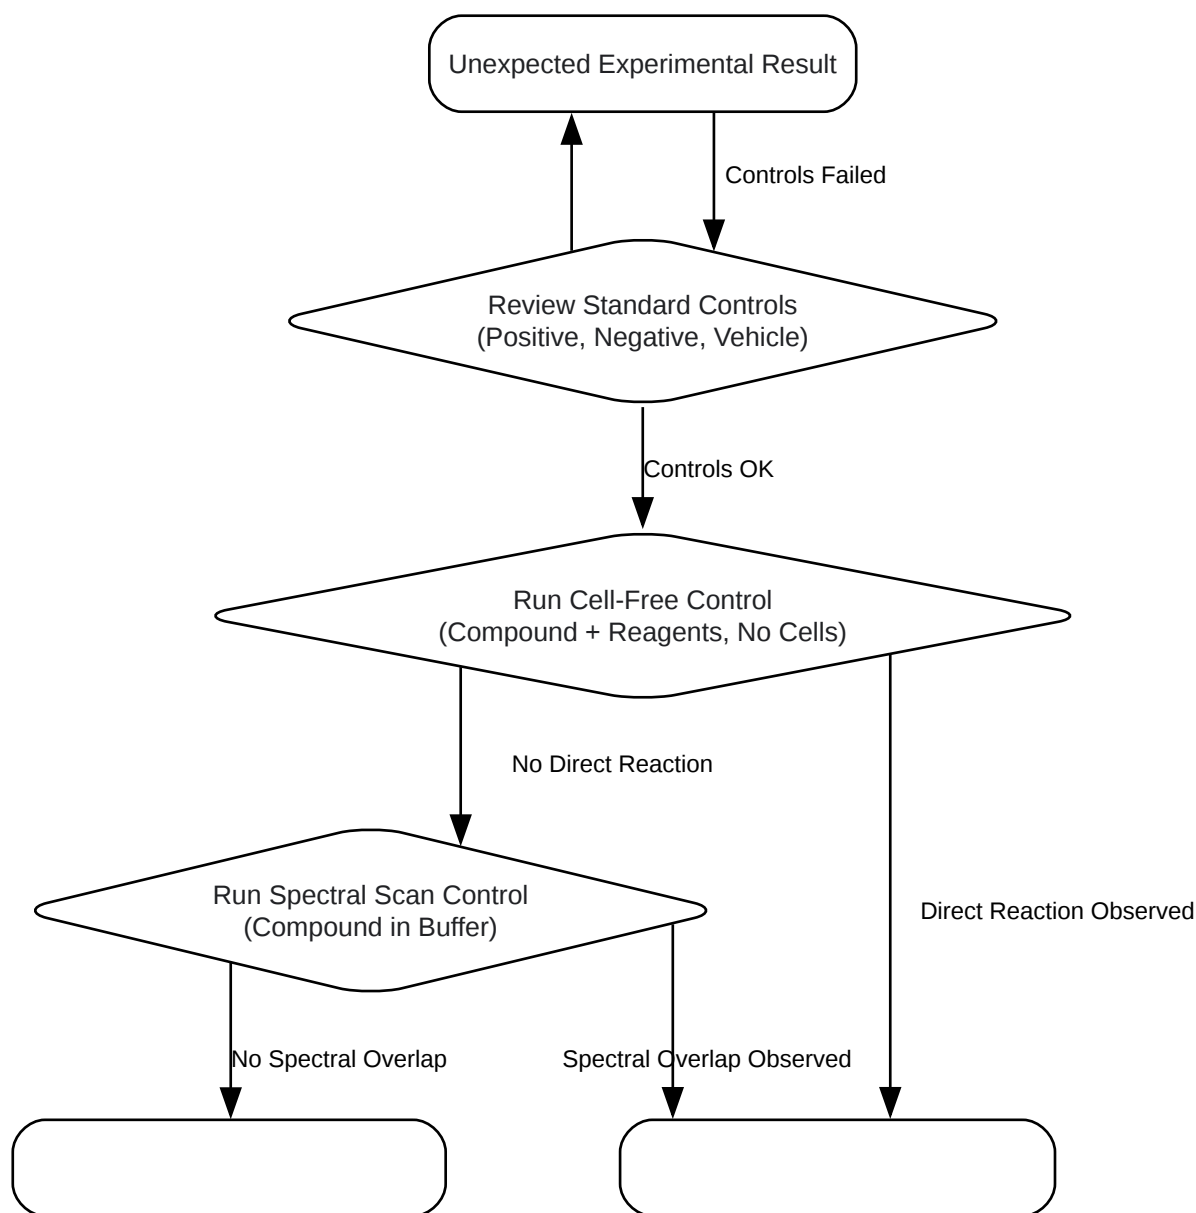 Unexpected Experimental Result
Controls Failed
Review Standard Controls
(Positive, Negative, Vehicle)
Controls OK
Run Cell-Free Control
(Compound + Reagents, No Cells)
No Direct Reaction
Run Spectral Scan Control
(Compound in Buffer)
Direct Reaction Observed
No Spectral Overlap
Spectral Overlap Observed